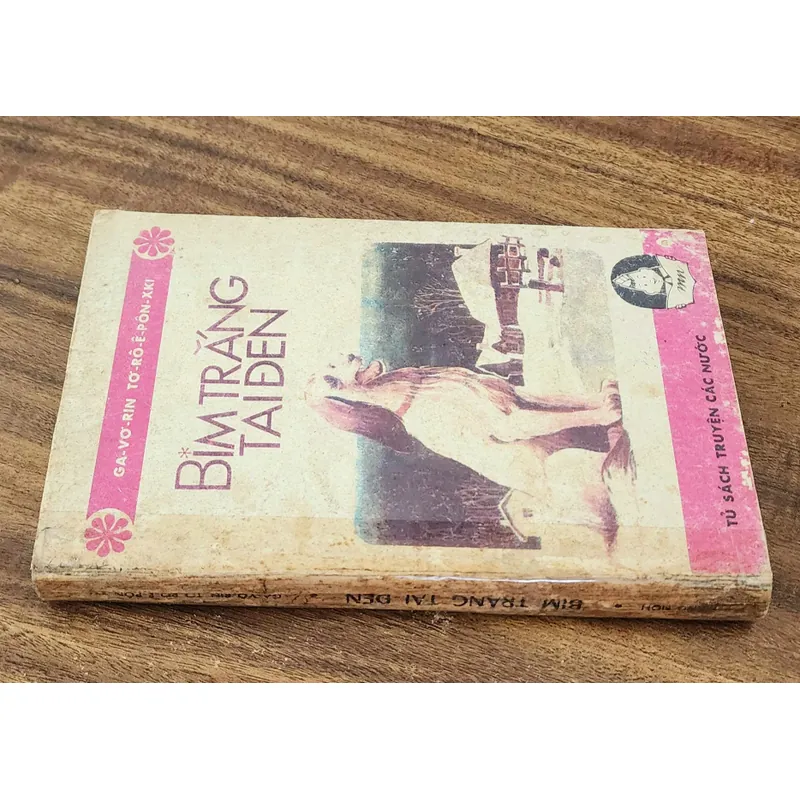 GA-VƠ-RIN TƠ-RÔ-Ê-PÔN-XKI
BIM TRẮNG
TAI ĐEN
TỦ SÁCH TRUYỆN CÁC NƯỚC
BIM TRẮNG TAI ĐEN